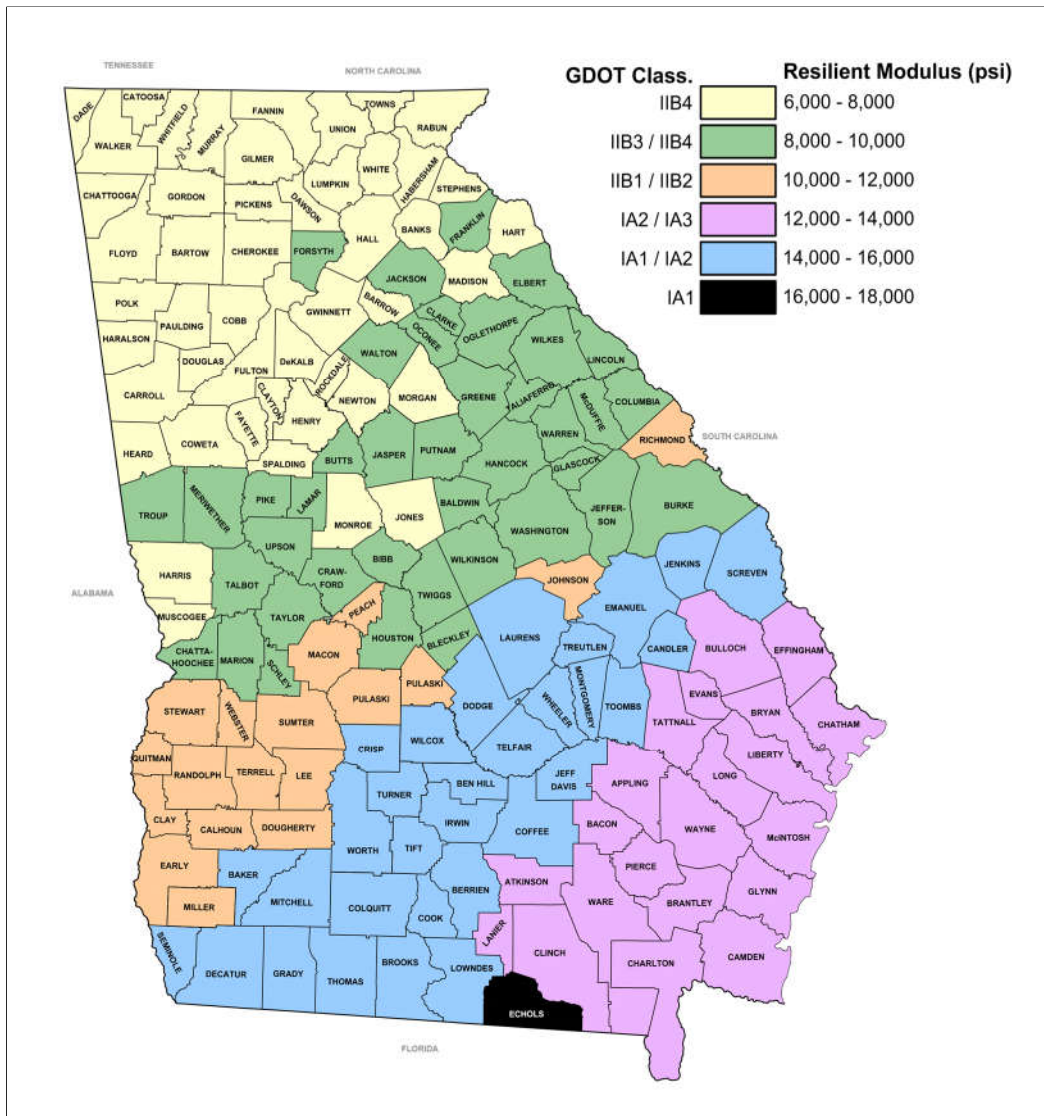 TENNESSEE
NORTH CAROLINA
GDOT Class.
Resilient Modulus (psi)
IIB4
6,000 - 8,000
IIB3 / IIB4
8,000 - 10,000
IIB1 / IIB2
10,000 - 12,000
IA2 / IA3
12,000 - 14,000
IA1 / IA2
14,000 - 16,000
IA1
16,000 - 18,000
DADE
CATOOSA
WHITFIELD
MURRAY
FANNIN
UNION
TOWNS
RABUN
WALKER
GILMER
LUMPKIN
WHITE
HABERSHAM
STEPHENS
CHATTOOGA
GORDON
PICKENS
DAWSON
HALL
BANKS
FRANKLIN
HART
FLOYD
BARTOW
CHEROKEE
FORSYTH
JACKSON
MADISON
ELBERT
POLK
PAULDING
COBB
GWINNETT
BARROW
CLARKE
OCONEE
OGLETHORPE
WILKES
LINCOLN
HARALSON
DOUGLAS
FULTON
DeKALB
ROCKDALE
WALTON
CARROLL
CLAYTON
FAYETTE
HENRY
NEWTON
MORGAN
GREENE
TALIAFERRO
McDUFFIE
COLUMBIA
HEARD
COWETA
SPALDING
BUTTS
JASPER
PUTNAM
HANCOCK
WARREN
GLASCOCK
RICHMOND
SOUTH CAROLINA
TROUP
MERIWETHER
PIKE
LAMAR
MONROE
JONES
BALDWIN
WASHINGTON
JEFFER-
SON
BURKE
UPSON
HARRIS
TALBOT
CRAW-
FORD
BIBB
TWIGGS
WILKINSON
JOHNSON
JENKINS
SCREVEN
ALABAMA
MUSCOGEE
TAYLOR
PEACH
HOUSTON
BLECKLEY
LAURENS
EMANUEL
CHATTA-
HOOCHEE
MARION
SCHLEY
MACON
PULASKI
PULASKI
TREUTLEN
CANDLER
BULLOCH
EFFINGHAM
STEWART
WEBSTER
SUMTER
DODGE
WHEELER
MONTGOMERY
TOOMBS
TATTNALL
EVANS
BRYAN
CHATHAM
QUITMAN
RANDOLPH
TERRELL
LEE
CRISP
WILCOX
TELFAIR
JEFF
DAVIS
APPLING
LONG
LIBERTY
TURNER
BEN HILL
CLAY
CALHOUN
DOUGHERTY
WORTH
TIFT
IRWIN
COFFEE
BACON
WAYNE
McINTOSH
EARLY
BAKER
MILLER
MITCHELL
COLQUITT
COOK
BERRIEN
ATKINSON
PIERCE
WARE
BRANTLEY
GLYNN
SEMINOLE
DECATUR
GRADY
THOMAS
BROOKS
LOWNDES
LANIER
CLINCH
CHARLTON
CAMDEN
ECHOLS
FLORIDA